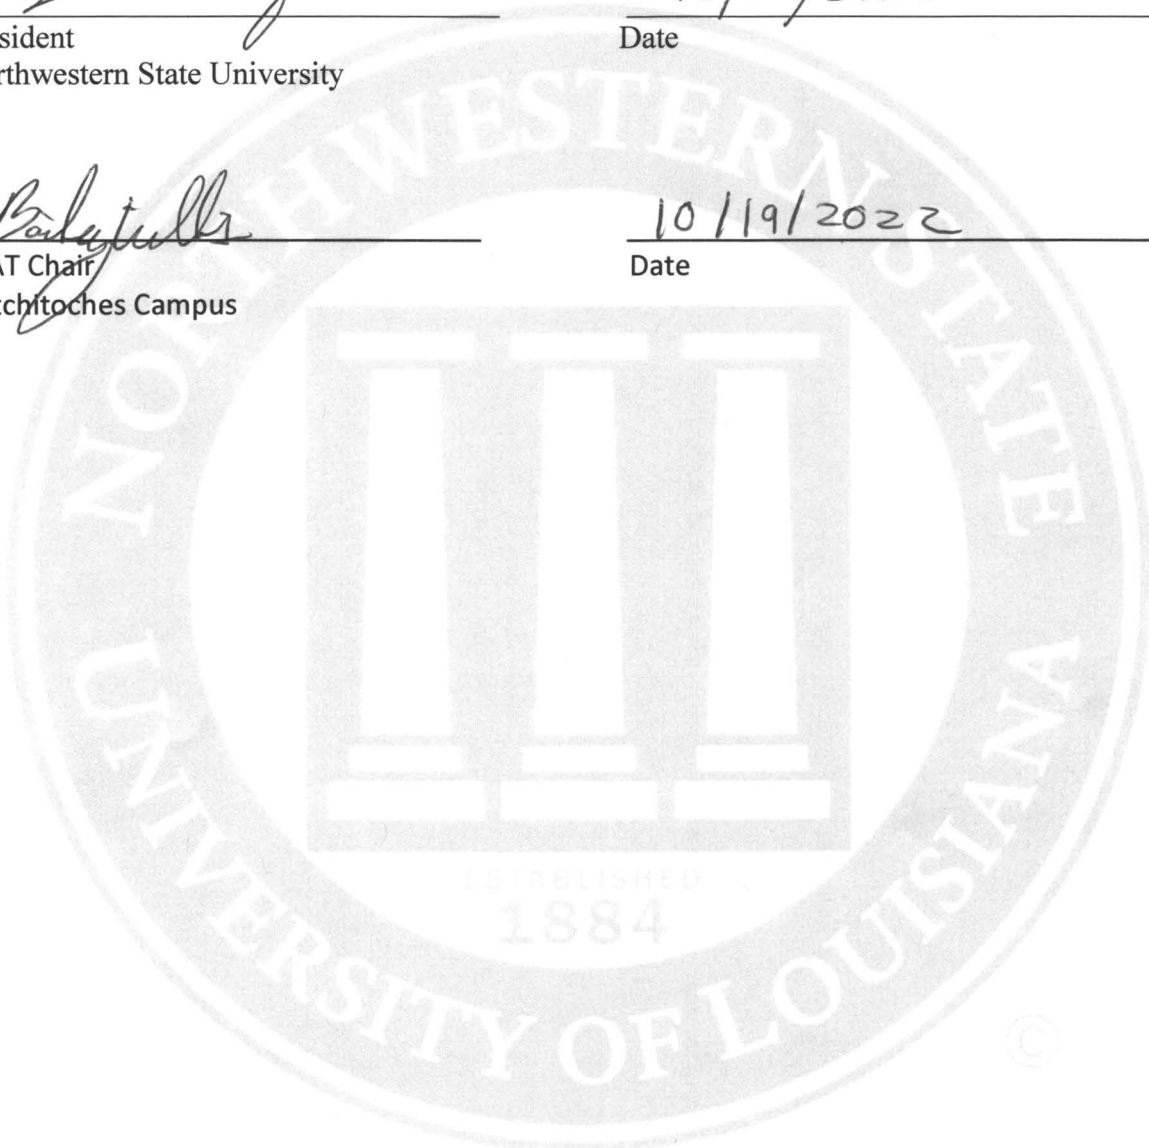 sident
Date
rthwestern State University
10/19/2022
AT Chair
Date
tchitoches Campus
NORTHWESTERN STATE
UNIVERSITY OF LOUISIANA
ESTABLISHED
1884
©